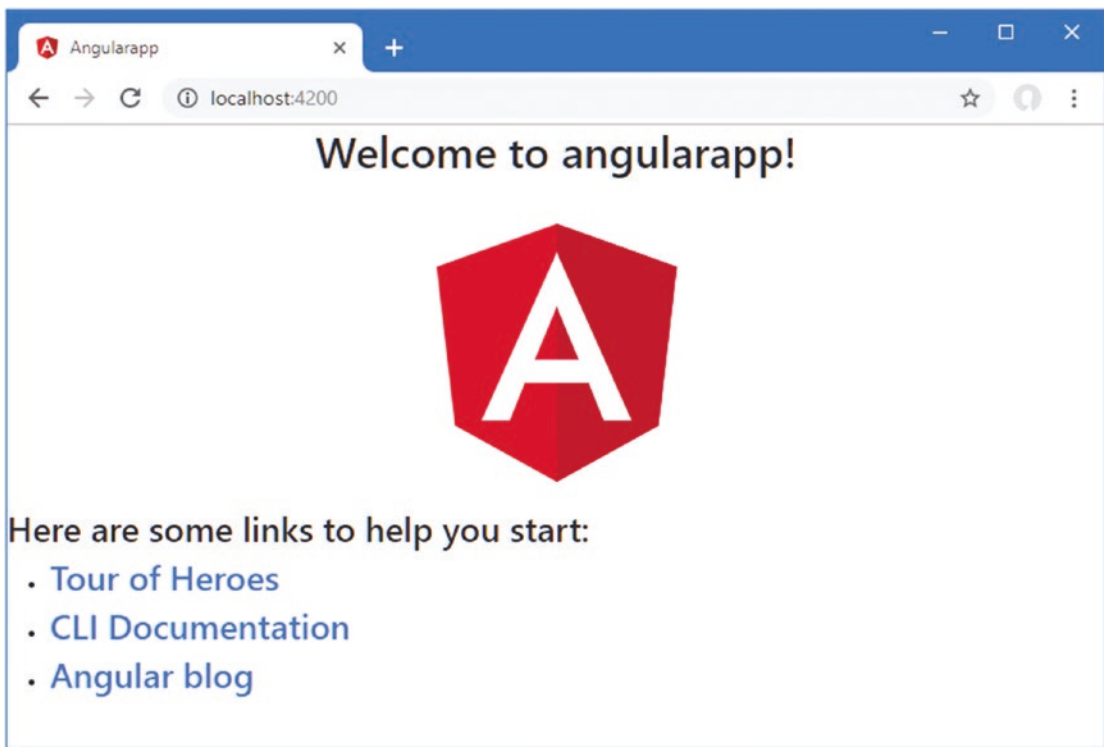 Angularapp
localhost:4200
Welcome to angularapp!
A
Here are some links to help you start:
• Tour of Heroes
• CLI Documentation
• Angular blog